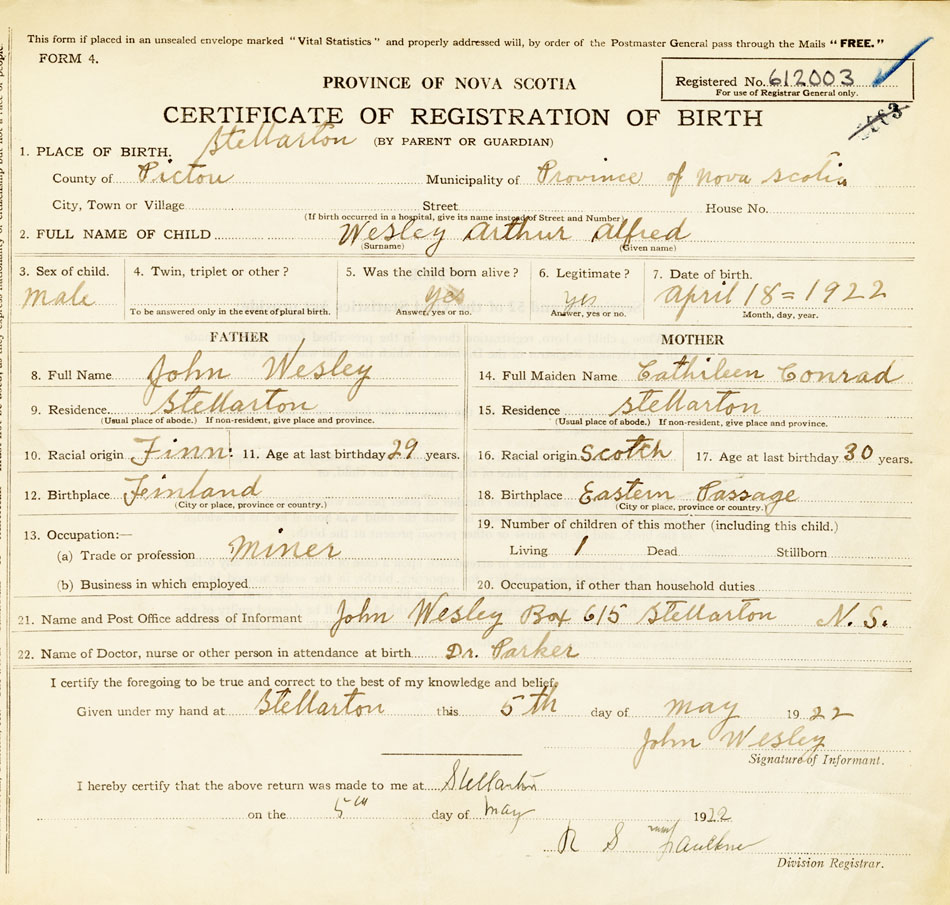 This form if placed in an unsealed envelope marked "Vital Statistics" and properly addressed will, by order of the Postmaster General pass through the Mails "FREE."
FORM 4.
Registered No. 612003
For use of Registrar General only.
PROVINCE OF NOVA SCOTIA
CERTIFICATE OF REGISTRATION OF BIRTH
(BY PARENT OR GUARDIAN)
1. PLACE OF BIRTH. Stellarton
County of Pictou Municipality of Province of Nova Scotia
City, Town or Village Street House No.
(If birth occurred in a hospital, give its name instead of Street and Number)
2. FULL NAME OF CHILD Wesley Arthur Alfred
(Surname) (Given name)
3. Sex of child. 4. Twin, triplet or other? 5. Was the child born alive? 6. Legitimate? 7. Date of birth.
Male yes yes April 18 = 1922
To be answered only in the event of plural birth. Answer, yes or no. Answer, yes or no. Month, day, year.
FATHER
8. Full Name John Wesley
9. Residence Stellarton
(Usual place of abode.) If non-resident, give place and province.
10. Racial origin Finn: 11. Age at last birthday 29 years.
12. Birthplace Feinland
(City or place, province or country.)
13. Occupation:—
(a) Trade or profession Miner
(b) Business in which employed
MOTHER
14. Full Maiden Name Cathileen Conrad
15. Residence Stellarton
(Usual place of abode.) If non-resident, give place and province.
16. Racial origin Scotch 17. Age at last birthday 30 years.
18. Birthplace Eastern Passage
(City or place, province or country.)
19. Number of children of this mother (including this child.)
Living 1 Dead Stillborn
20. Occupation, if other than household duties
21. Name and Post Office address of Informant John Wesley Box 615 Stellarton N. S.
22. Name of Doctor, nurse or other person in attendance at birth Dr. Parker
I certify the foregoing to be true and correct to the best of my knowledge and belief.
Given under my hand at Stellarton this 5th day of May 1922
John Wesley
Signature of Informant.
I hereby certify that the above return was made to me at Stellarton
on the 5th day of May 1922
R S Faulkner
Division Registrar.